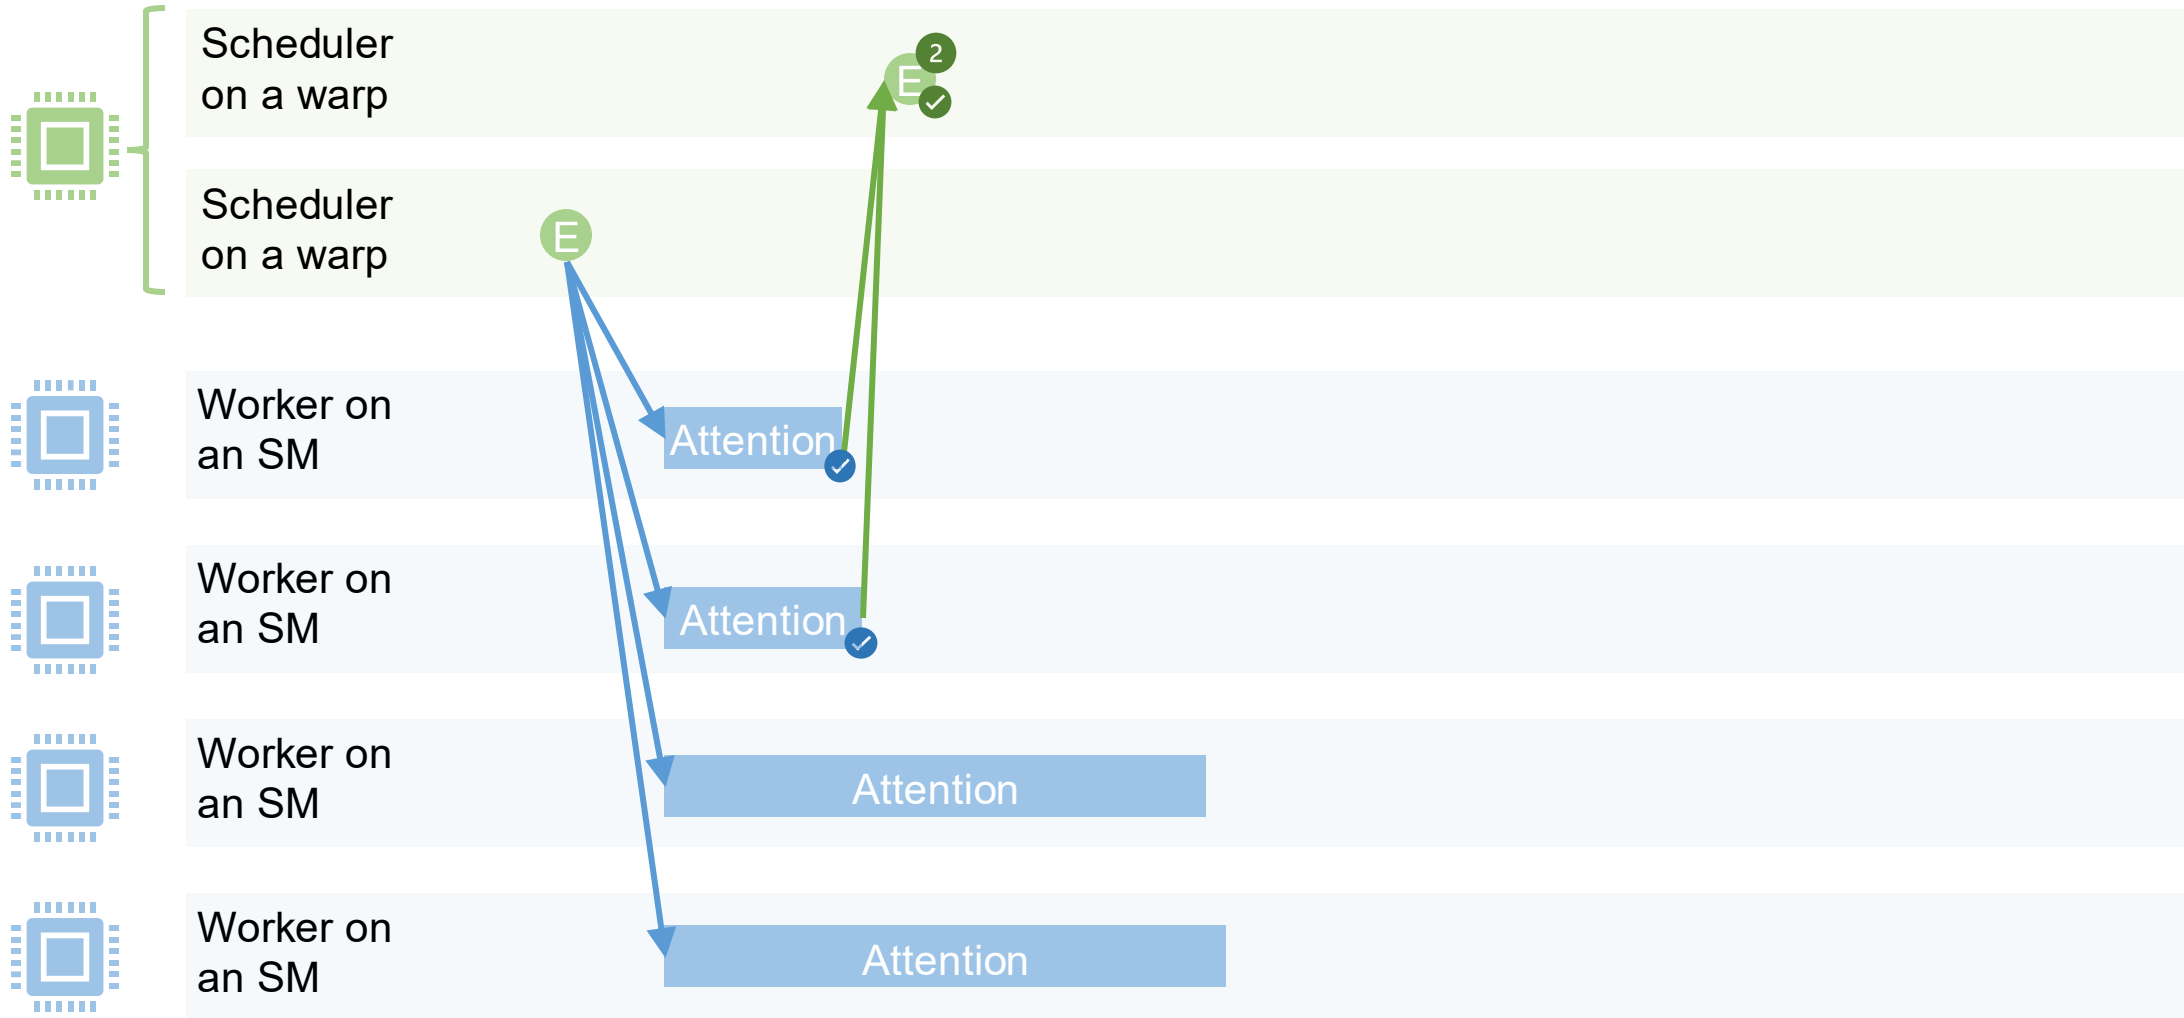 Scheduler
on a warp
2
E
Scheduler
on a warp
E
Worker on
an SM
Attention
Worker on
an SM
Attention
Worker on
an SM
Attention
Worker on
an SM
Attention